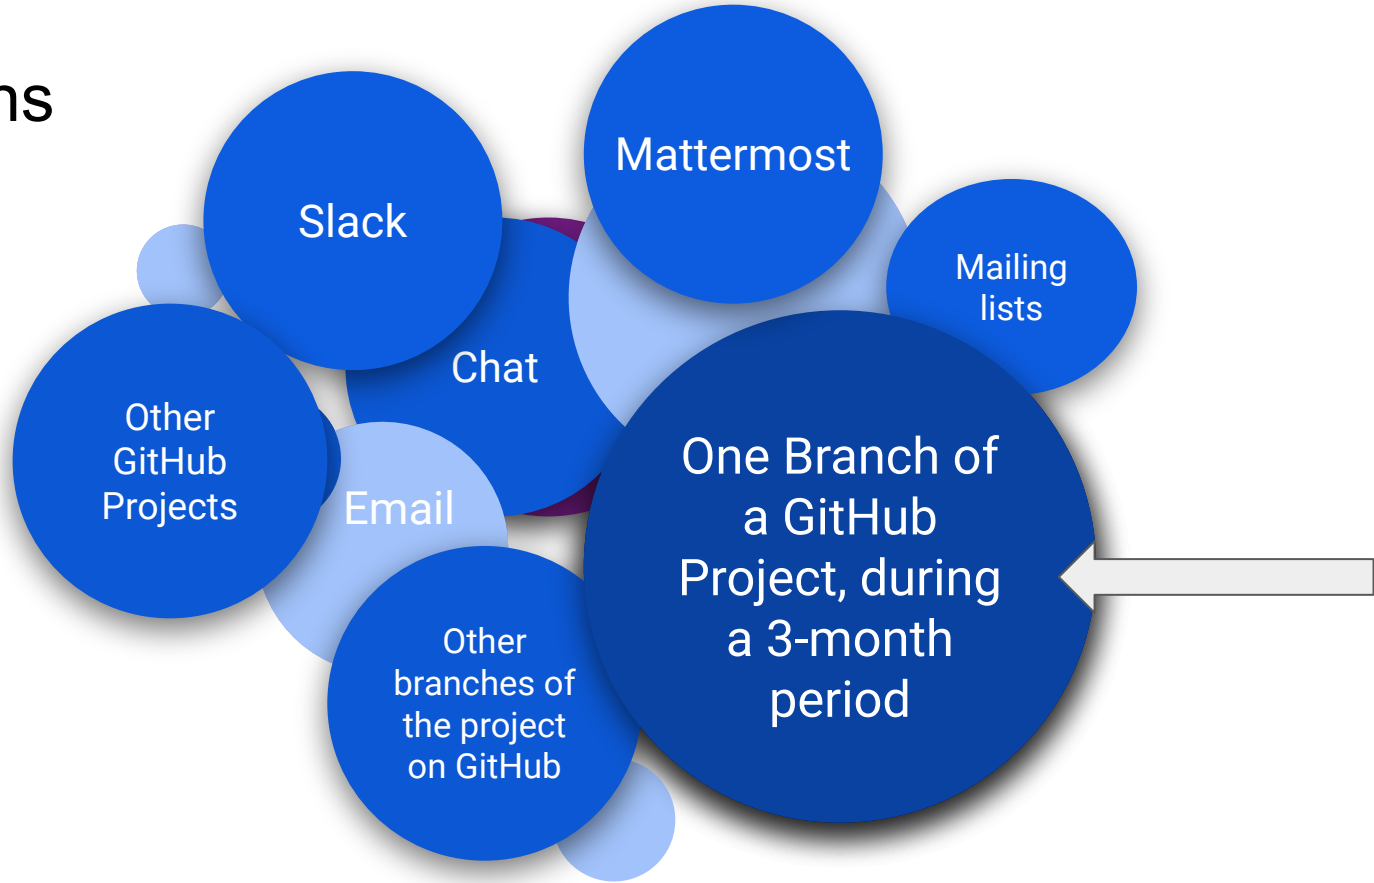 ns
Mattermost
Slack
Mailing
lists
Chat
Other
GitHub
Projects
Email
One Branch of
a GitHub
Project, during
a 3-month
period
Other
branches of
the project
on GitHub